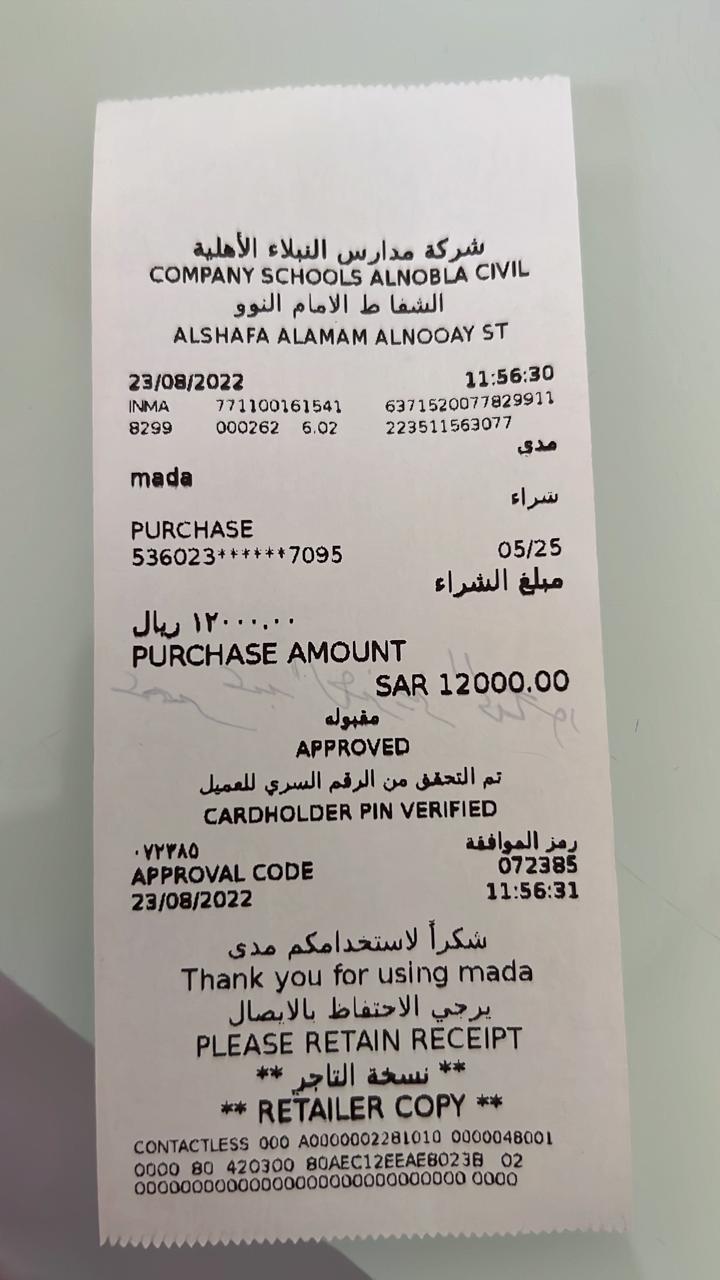 شركة مدارس النبلاء الأهلية
COMPANY SCHOOLS ALNOBLA CIVIL
الشفا ط الامام النوو
ALSHAFA ALAMAM ALNOOAY ST
23/08/2022 11:56:30
INMA 771100161541 6371520077829911
8299 000262 6.02 223511563077
مدى
mada
شراء
PURCHASE
536023******7095 05/25
مبلغ الشراء
١٢٠٠٠.٠٠ ريال
PURCHASE AMOUNT
SAR 12000.00
مقبوله
APPROVED
تم التحقق من الرقم السري للعميل
CARDHOLDER PIN VERIFIED
رمز الموافقة ٠٧٢٣٨٥
APPROVAL CODE 072385
23/08/2022 11:56:31
شكراً لاستخدامكم مدى
Thank you for using mada
يرجي الاحتفاظ بالايصال
PLEASE RETAIN RECEIPT
** نسخة التاجر **
** RETAILER COPY **
CONTACTLESS 000 A0000002281010 0000048001
0000 80 420300 80AEC12EEAE8023B 02